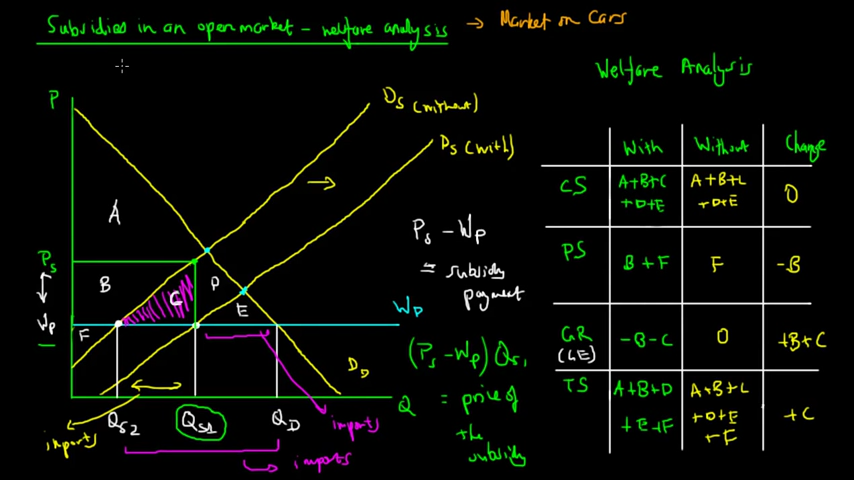 Subsidies in an open market - welfare analysis → Market on Cars
Welfare Analysis
P
Ds (without)
Ds (with)
A
Ps
B
C
D
E
F
Wp
Wp
DD
Q
Qs2
Qs1
QD
imports
imports
imports
Ps - Wp
= subsidy
payment
(Ps - Wp) Qs1
= price of
the
subsidy
With Without Change
CS A+B+C +D+E A+B+C +D+E 0
PS B+F F -B
GR (GE) -B-C 0 +B+C
TS A+B+D +E+F A+B+C +D+E +F +C